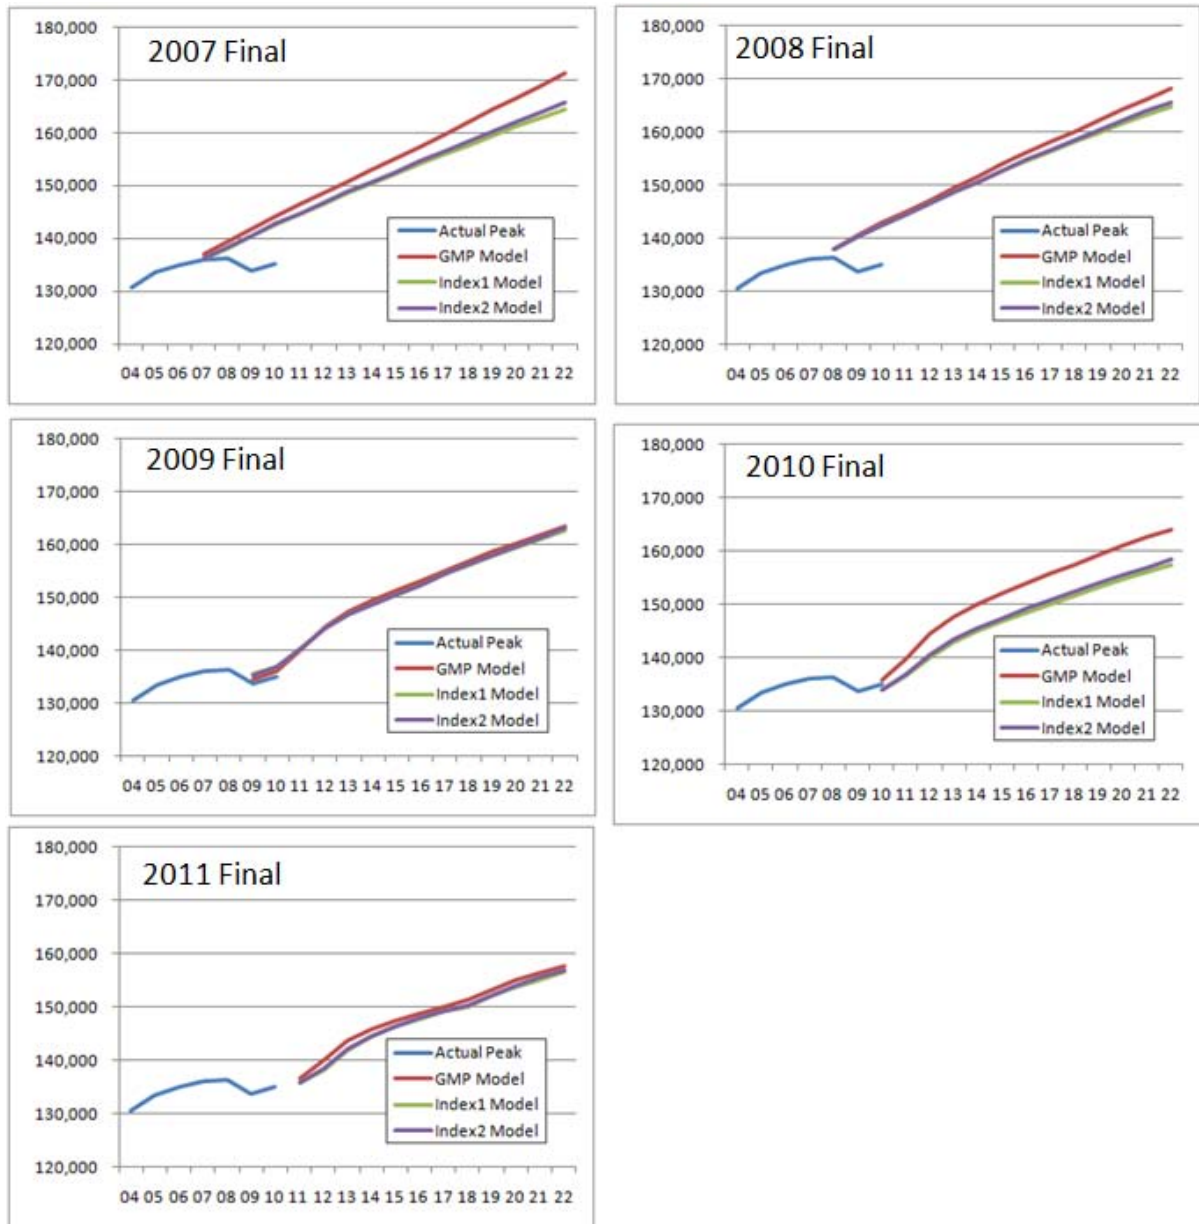 2007 Final
180,000
170,000
160,000
150,000
140,000
130,000
120,000
Actual Peak
GMP Model
Index1 Model
Index2 Model
04 05 06 07 08 09 10 11 12 13 14 15 16 17 18 19 20 21 22
2008 Final
180,000
170,000
160,000
150,000
140,000
130,000
120,000
Actual Peak
GMP Model
Index1 Model
Index2 Model
04 05 06 07 08 09 10 11 12 13 14 15 16 17 18 19 20 21 22
2009 Final
180,000
170,000
160,000
150,000
140,000
130,000
120,000
Actual Peak
GMP Model
Index1 Model
Index2 Model
04 05 06 07 08 09 10 11 12 13 14 15 16 17 18 19 20 21 22
2010 Final
180,000
170,000
160,000
150,000
140,000
130,000
120,000
Actual Peak
GMP Model
Index1 Model
Index2 Model
04 05 06 07 08 09 10 11 12 13 14 15 16 17 18 19 20 21 22
2011 Final
180,000
170,000
160,000
150,000
140,000
130,000
120,000
Actual Peak
GMP Model
Index1 Model
Index2 Model
04 05 06 07 08 09 10 11 12 13 14 15 16 17 18 19 20 21 22